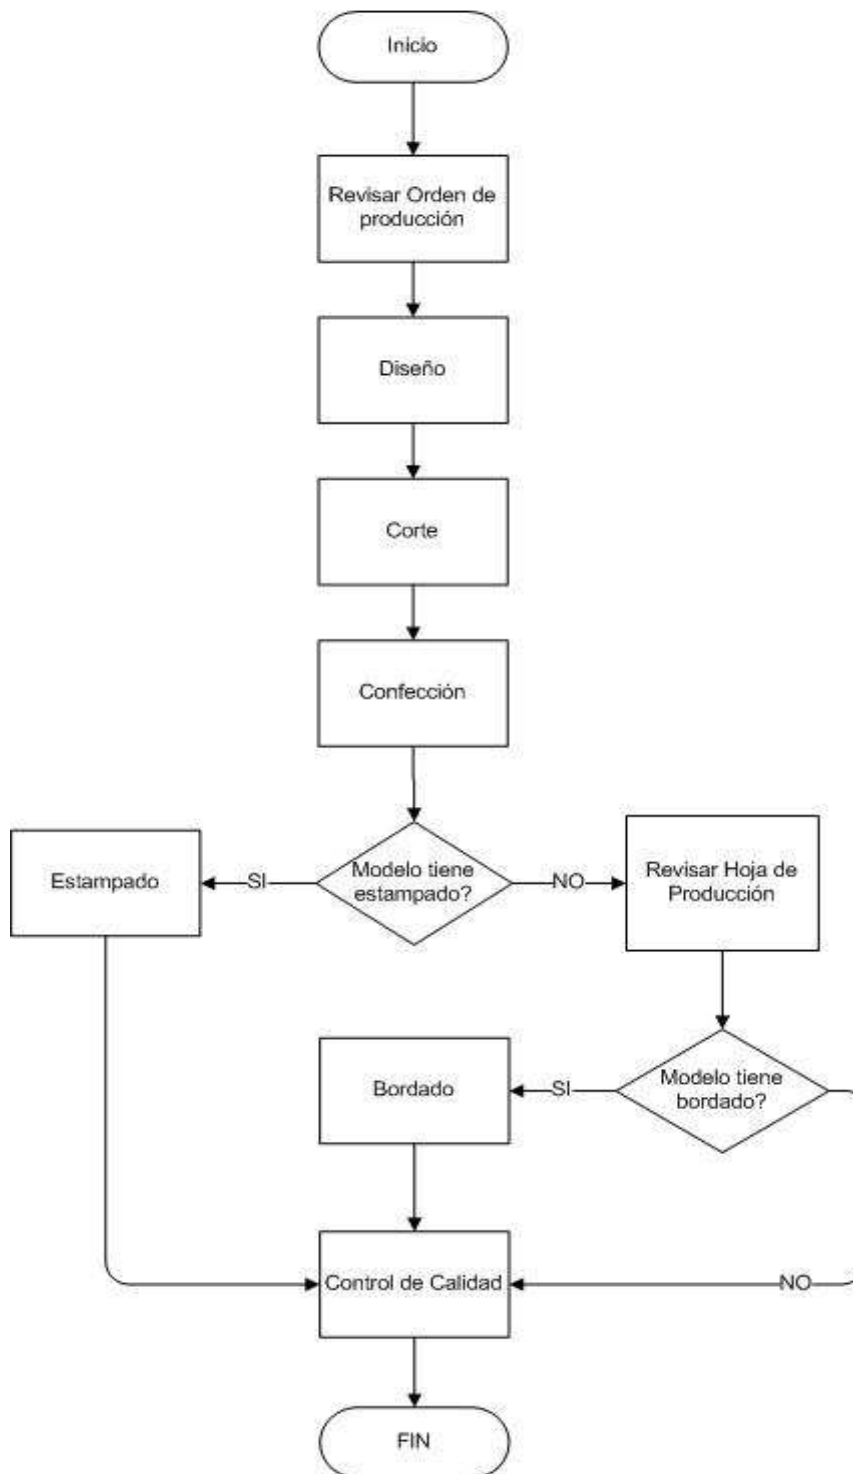 Inicio
Revisar Orden de
producción
Diseño
Corte
Confección
Estampado
SI
Modelo tiene
estampado?
NO
Revisar Hoja de
Producción
Bordado
SI
Modelo tiene
bordado?
Control de Calidad
NO
FIN